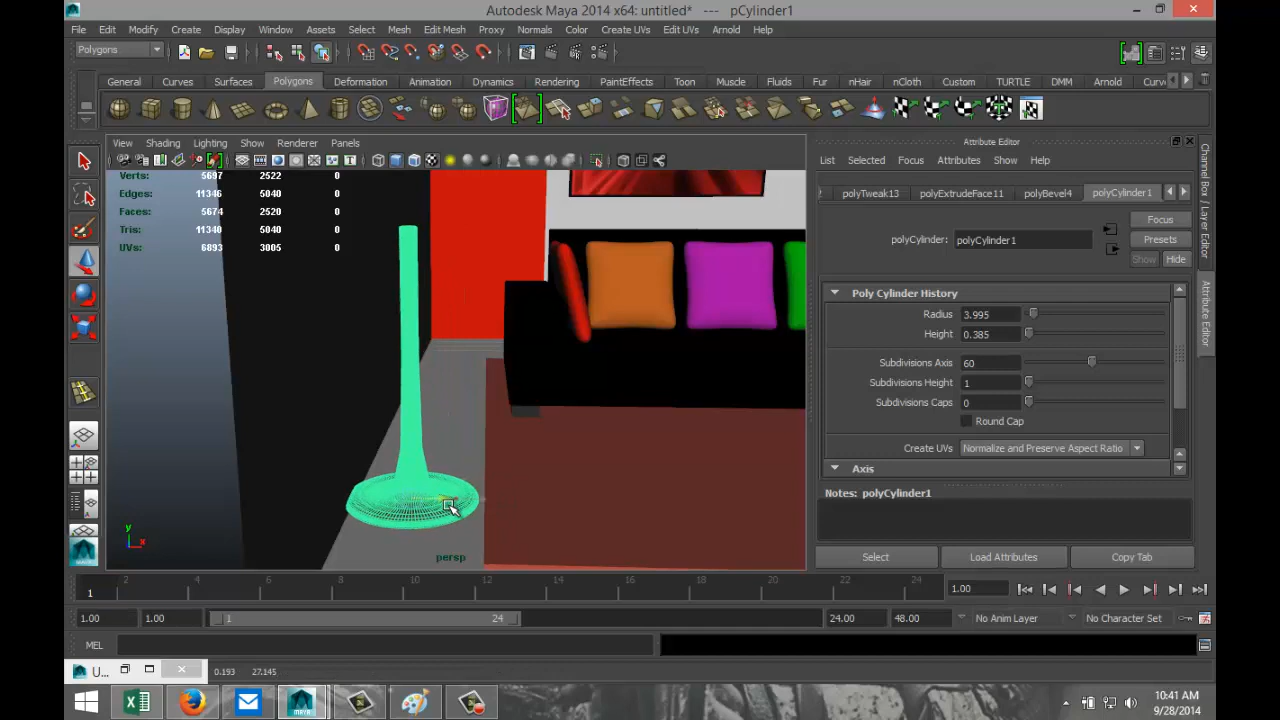 Autodesk Maya 2014 x64: untitled* --- pCylinder1
File Edit Modify Create Display Window Assets Select Mesh Edit Mesh Proxy Normals Color Create UVs Edit UVs Arnold Help
Polygons
General Curves Surfaces Polygons Deformation Animation Dynamics Rendering PaintEffects Toon Muscle Fluids Fur nHair nCloth Custom TURTLE DMM Arnold Curv
View Shading Lighting Show Renderer Panels
Verts: 5697 2522 0
Edges: 11346 5040 0
Faces: 5674 2520 0
Tris: 11340 5040 0
UVs: 6893 3005 0
y
x
persp
Attribute Editor
List Selected Focus Attributes Show Help
polyTweak13 polyExtrudeFace11 polyBevel4 polyCylinder1
Focus
polyCylinder: polyCylinder1
Presets
Show Hide
Poly Cylinder History
Radius 3.995
Height 0.385
Subdivisions Axis 60
Subdivisions Height 1
Subdivisions Caps 0
Round Cap
Create UVs Normalize and Preserve Aspect Ratio
Axis
Notes: polyCylinder1
Select Load Attributes Copy Tab
Channel Box / Layer Editor
Attribute Editor
2 4 6 8 10 12 14 16 18 20 22 24
1
1.00
1.00 1.00 1 24 24.00 48.00 No Anim Layer No Character Set
MEL
U... 0.193 27.145
10:41 AM
9/28/2014